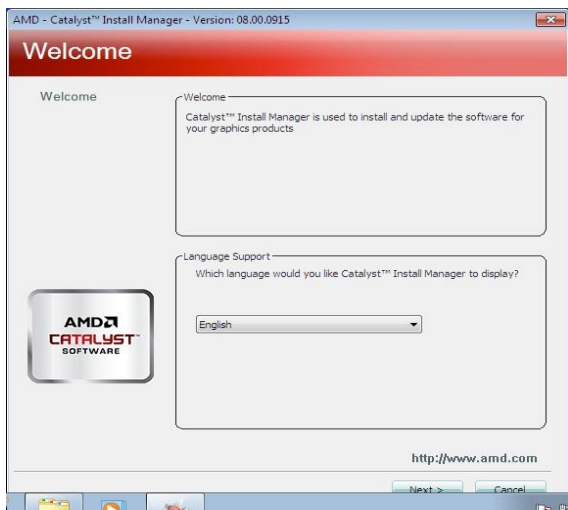 AMD - Catalyst™ Install Manager - Version: 08.00.0915
Welcome
Welcome
Welcome
Catalyst™ Install Manager is used to install and update the software for
your graphics products
Language Support
Which language would you like Catalyst™ Install Manager to display?
English
AMD
CATALYST™
SOFTWARE
http://www.amd.com
Next >
Cancel